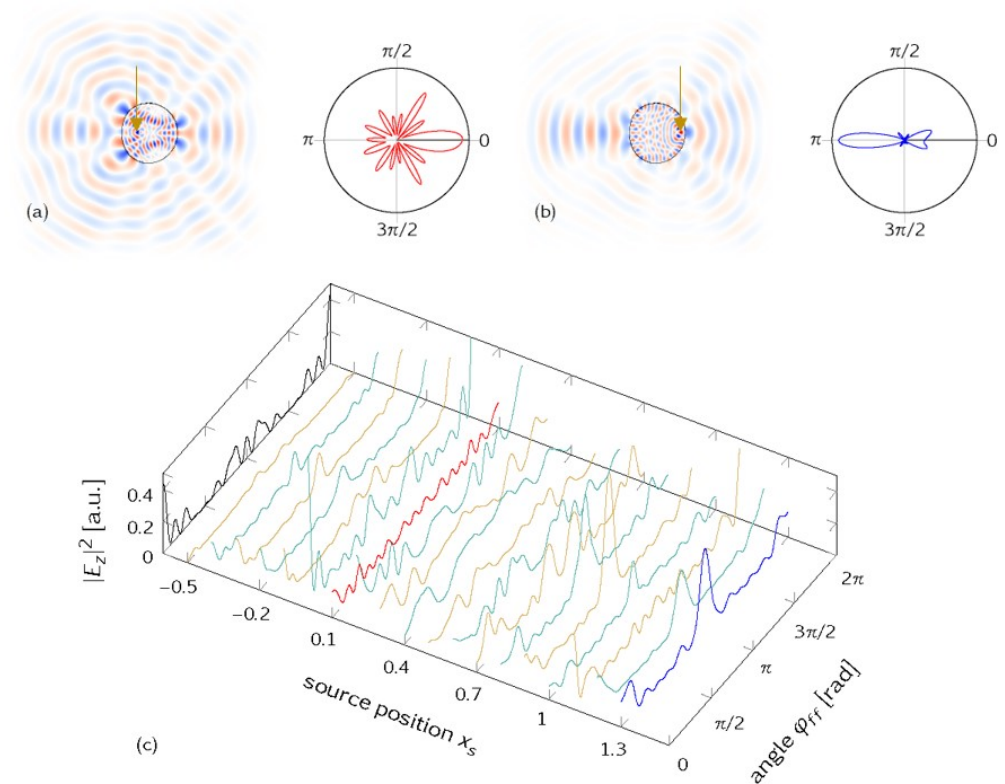 π/2
π
0
3π/2
(a)
π/2
π
0
3π/2
(b)
|E_z|² [a.u.]
0.4
0.2
0
−0.5
−0.2
0.1
0.4
0.7
1
1.3
source position x_s
0
π/2
π
3π/2
2π
angle φ_ff [rad]
(c)